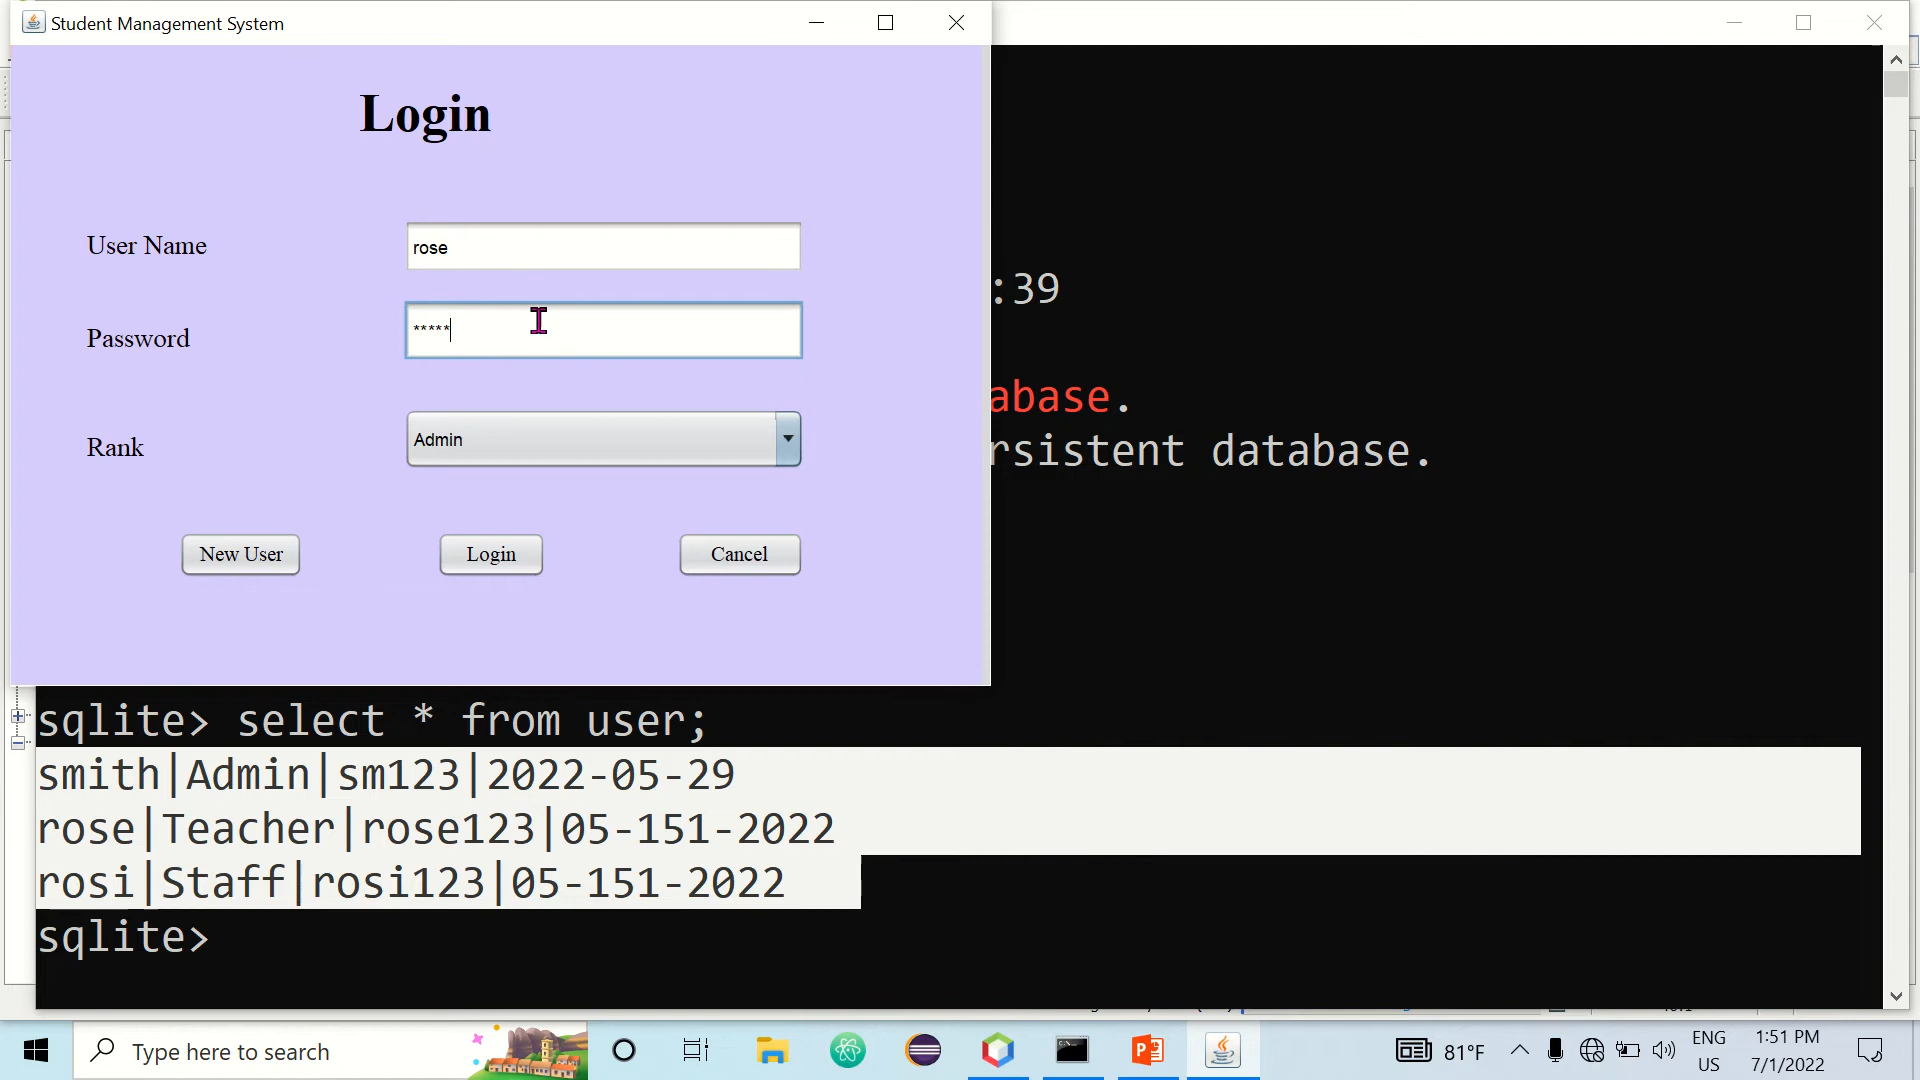 Student Management System
Login
User Name
rose
Password
*****
Rank
Admin
New User
Login
Cancel
:39
abase.
rsistent database.
sqlite> select * from user;
smith|Admin|sm123|2022-05-29
rose|Teacher|rose123|05-151-2022
rosi|Staff|rosi123|05-151-2022
sqlite>
Type here to search
81°F
ENG
US
1:51 PM
7/1/2022